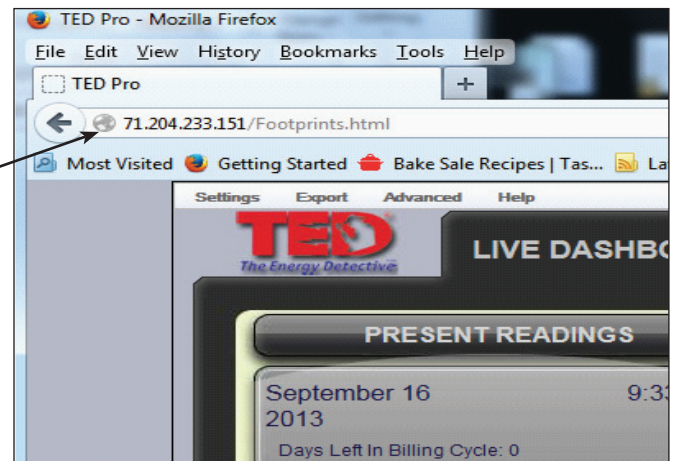 TED Pro - Mozilla Firefox
File Edit View History Bookmarks Tools Help
TED Pro +
71.204.233.151/Footprints.html
Most Visited Getting Started Bake Sale Recipes | Tas...
Settings Export Advanced Help
TED
The Energy Detective
LIVE
PRESENT READINGS
September 16
2013
Days Left In Billing Cycle: 0